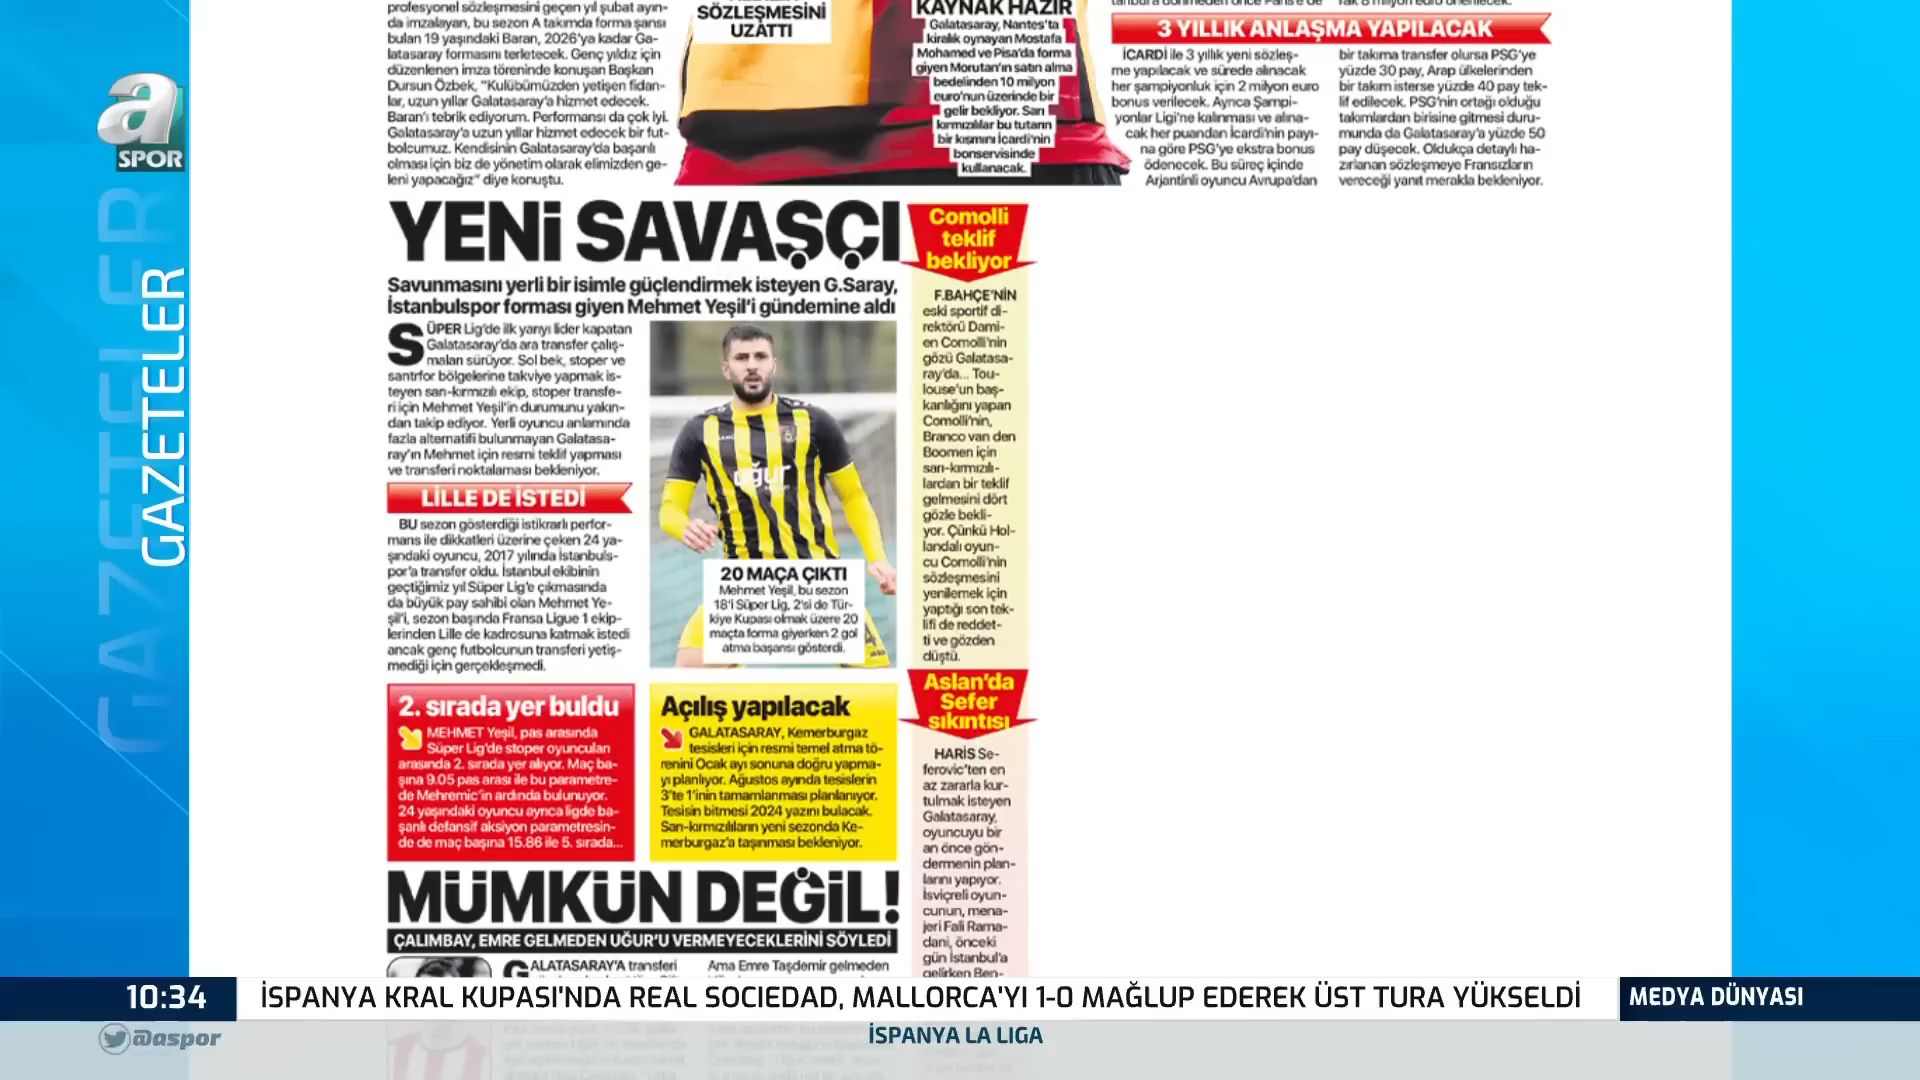 a
SPOR
GAZETELER
GAZETELER
profesyonel sözleşmesini geçen yıl şubat ayın-
da imzalayan, bu sezon A takımda forma şansı
bulan 19 yaşındaki Baran, 2026'ya kadar Ga-
latasaray formasını terletecek. Genç yıldız için
düzenlenen imza töreninde konuşan Başkan
Dursun Özbek, "Kulübümüzden yetişen fidan-
lar, uzun yıllar Galatasaray'a hizmet edecek.
Baran'ı tebrik ediyorum. Performansı da çok iyi.
Galatasaray'a uzun yıllar hizmet edecek bir fut-
bolcumuz. Kendisinin Galatasaray'da başarılı
olması için biz de yönetim olarak elimizden ge-
leni yapacağız" diye konuştu.
SÖZLEŞMESİNİ
UZATTI
KAYNAK HAZIR
Galatasaray, Nantes'ta
kiralık oynayan Mostafa
Mohamed ve Pisa'da forma
giyen Morutan'ın satın alma
bedelinden 10 milyon
euro'nun üzerinde bir
gelir bekliyor. Sarı
kırmızılılar bu tutarın
bir kısmını İcardi'nin
bonservisinde
kullanacak.
3 YILLIK ANLAŞMA YAPILACAK
İCARDİ ile 3 yıllık yeni sözleş-
me yapılacak ve sürede alınacak
her şampiyonluk için 2 milyon euro
bonus verilecek. Ayrıca Şampi-
yonlar Ligi'ne kalınması ve alına-
cak her puandan İcardi'nin payı-
na göre PSG'ye ekstra bonus
ödenecek. Bu süreç içinde
Arjantinli oyuncu Avrupa'dan
bir takıma transfer olursa PSG'ye
yüzde 30 pay, Arap ülkelerinden
bir takım isterse yüzde 40 pay tek-
lif edilecek. PSG'nin ortağı olduğu
takımlardan birisine gitmesi duru-
munda da Galatasaray'a yüzde 50
pay düşecek. Oldukça detaylı ha-
zırlanan sözleşmeye Fransızların
vereceği yanıt merakla bekleniyor.
YENİ SAVAŞÇI
Savunmasını yerli bir isimle güçlendirmek isteyen G.Saray,
İstanbulspor forması giyen Mehmet Yeşil'i gündemine aldı
SÜPER Lig'de ilk yarıyı lider kapatan
Galatasaray'da ara transfer çalış-
maları sürüyor. Sol bek, stoper ve
santrfor bölgelerine takviye yapmak is-
teyen sarı-kırmızılı ekip, stoper transfe-
ri için Mehmet Yeşil'in durumunu yakın-
dan takip ediyor. Yerli oyuncu anlamında
fazla alternatifi bulunmayan Galatasa-
ray'ın Mehmet için resmi teklif yapması
ve transferi noktalaması bekleniyor.
LİLLE DE İSTEDİ
BU sezon gösterdiği istikrarlı perfor-
mans ile dikkatleri üzerine çeken 24 ya-
şındaki oyuncu, 2017 yılında İstanbuls-
por'a transfer oldu. İstanbul ekibinin
geçtiğimiz yıl Süper Lig'e çıkmasında
da büyük pay sahibi olan Mehmet Ye-
şil'i, sezon başında Fransa Ligue 1 ekip-
lerinden Lille de kadrosuna katmak istedi
ancak genç futbolcunun transferi yetiş-
mediği için gerçekleşmedi.
uğur
20 MAÇA ÇIKTI
Mehmet Yeşil, bu sezon
18'i Süper Lig, 2'si de Tür-
kiye Kupası olmak üzere 20
maçta forma giyerken 2 gol
atma başarısı gösterdi.
Comolli
teklif
bekliyor
F.BAHÇE'NİN
eski sportif di-
rektörü Dami-
en Comolli'nin
gözü Galatasa-
ray'da... Tou-
louse'un baş-
kanlığını yapan
Comolli'nin,
Branco van den
Boomen için
sarı-kırmızılı-
lardan bir teklif
gelmesini dört
gözle bekli-
yor. Çünkü Hol-
landalı oyun-
cu Comolli'nin
sözleşmesini
yenilemek için
yaptığı son tek-
lifi de reddet-
ti ve gözden
düştü.
2. sırada yer buldu
MEHMET Yeşil, pas arasında
Süper Lig'de stoper oyuncuları
arasında 2. sırada yer alıyor. Maç ba-
şına 9.05 pas arası ile bu parametre-
de Mehremic'in ardında bulunuyor.
24 yaşındaki oyuncu ayrıca ligde ba-
şarılı defansif aksiyon parametresin-
de de maç başına 15.86 ile 5. sırada...
Açılış yapılacak
GALATASARAY, Kemerburgaz
tesisleri için resmi temel atma tö-
renini Ocak ayı sonuna doğru yapma-
yı planlıyor. Ağustos ayında tesislerin
3'te 1'inin tamamlanması planlanıyor.
Tesisin bitmesi 2024 yazını bulacak.
Sarı-kırmızılıların yeni sezonda Ke-
merburgaz'a taşınması bekleniyor.
Aslan'da
Sefer
sıkıntısı
HARİS Se-
ferovic'ten en
az zararla kur-
tulmak isteyen
Galatasaray,
oyuncuyu bir
an önce gön-
dermenin plan-
larını yapıyor.
İsviçreli oyun-
cunun, mena-
jeri Fali Rama-
dani, önceki
gün İstanbul'a
gelirken Ben-
MÜMKÜN DEĞİL!
ÇALIMBAY, EMRE GELMEDEN UĞUR'U VERMEYECEKLERİNİ SÖYLEDİ
GALATASARAY'A transferi
Ama Emre Taşdemir gelmeden
10:34
İSPANYA KRAL KUPASI'NDA REAL SOCIEDAD, MALLORCA'YI 1-0 MAĞLUP EDEREK ÜST TURA YÜKSELDİ
MEDYA DÜNYASI
@aspor
İSPANYA LA LIGA